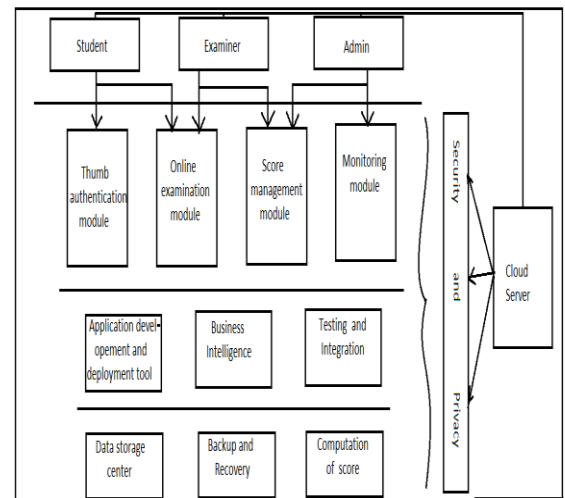 Student
Examiner
Admin
Thumb
authentication
module
Online
examination
module
Score
management
module
Monitoring
module
Security and Privacy
Cloud
Server
Application devel-
opement and
deployment tool
Business
Intelligence
Testing and
Integration
Data storage
center
Backup and
Recovery
Computation
of score